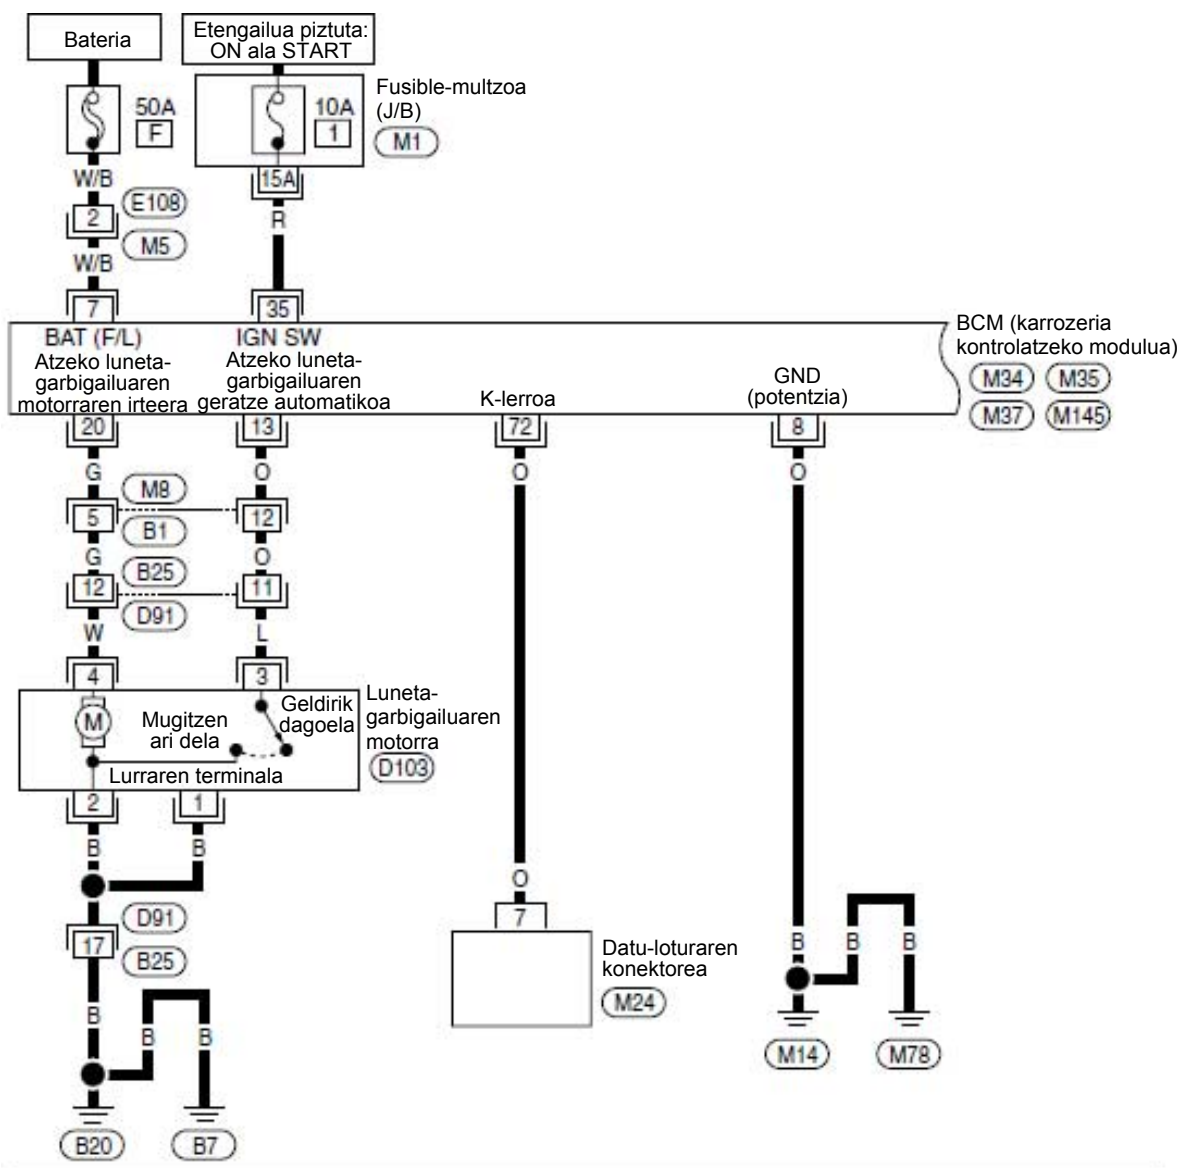 Bateria
Etengailua piztuta:
ON ala START
50A
F
10A
1
Fusible-multzoa
(J/B)
M1
15A
W/B
R
2
E108
M5
W/B
7
35
BAT (F/L)
IGN SW
Atzeko luneta-
garbigailuaren
motorraren irteera
Atzeko luneta-
garbigailuaren
geratze automatikoa
K-lerroa
GND
(potentzia)
BCM (karrozeria
kontrolatzeko modulua)
M34
M35
M37
M145
20
13
72
8
G
O
O
O
M8
5
12
B1
G
O
B25
12
11
D91
W
L
4
3
M
Mugitzen
ari dela
Geldirik
dagoela
Lurraren terminala
Luneta-
garbigailuaren
motorra
D103
2
1
B
B
D91
17
B25
O
7
Datu-loturaren
konektorea
M24
B
B
B
M14
M78
B
B
B
B20
B7